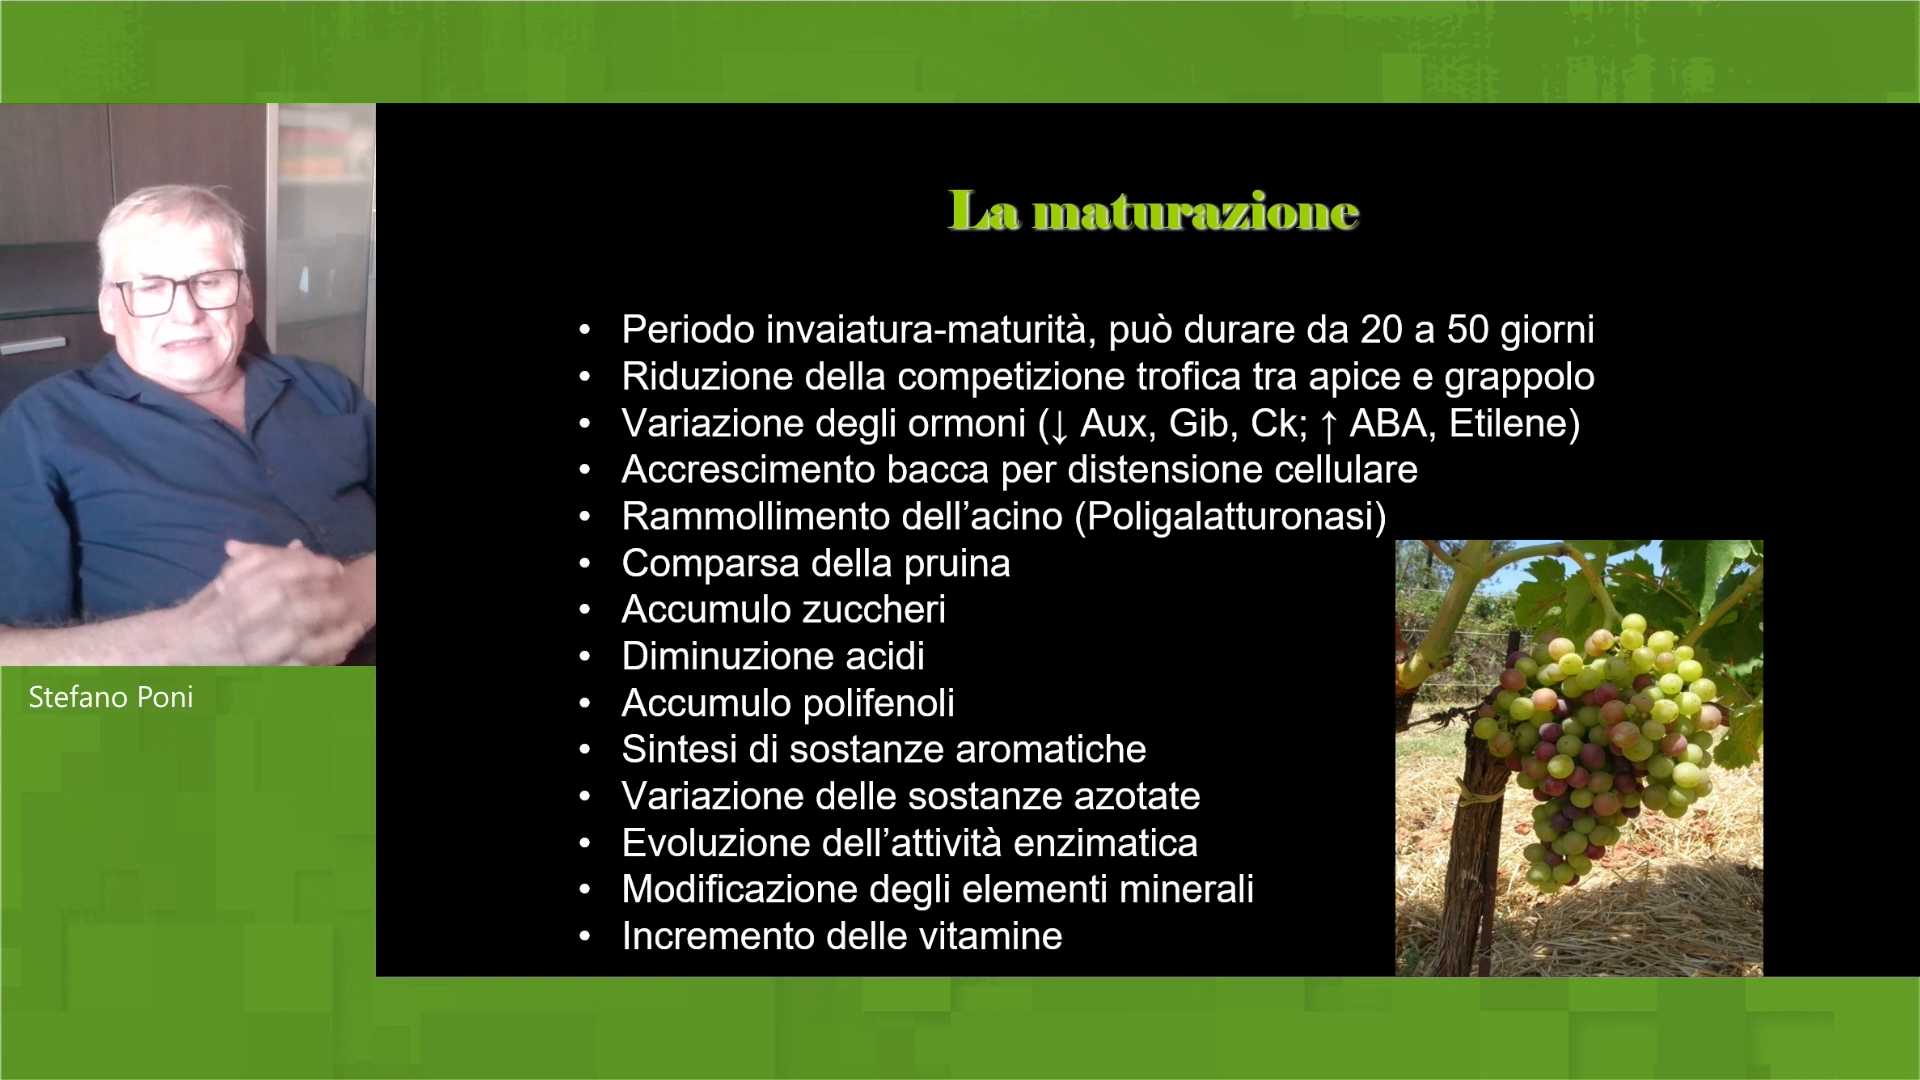 La maturazione
• Periodo invaiatura-maturità, può durare da 20 a 50 giorni
• Riduzione della competizione trofica tra apice e grappolo
• Variazione degli ormoni (↓ Aux, Gib, Ck; ↑ ABA, Etilene)
• Accrescimento bacca per distensione cellulare
• Rammollimento dell’acino (Poligalatturonasi)
• Comparsa della pruina
• Accumulo zuccheri
• Diminuzione acidi
• Accumulo polifenoli
• Sintesi di sostanze aromatiche
• Variazione delle sostanze azotate
• Evoluzione dell’attività enzimatica
• Modificazione degli elementi minerali
• Incremento delle vitamine
Stefano Poni